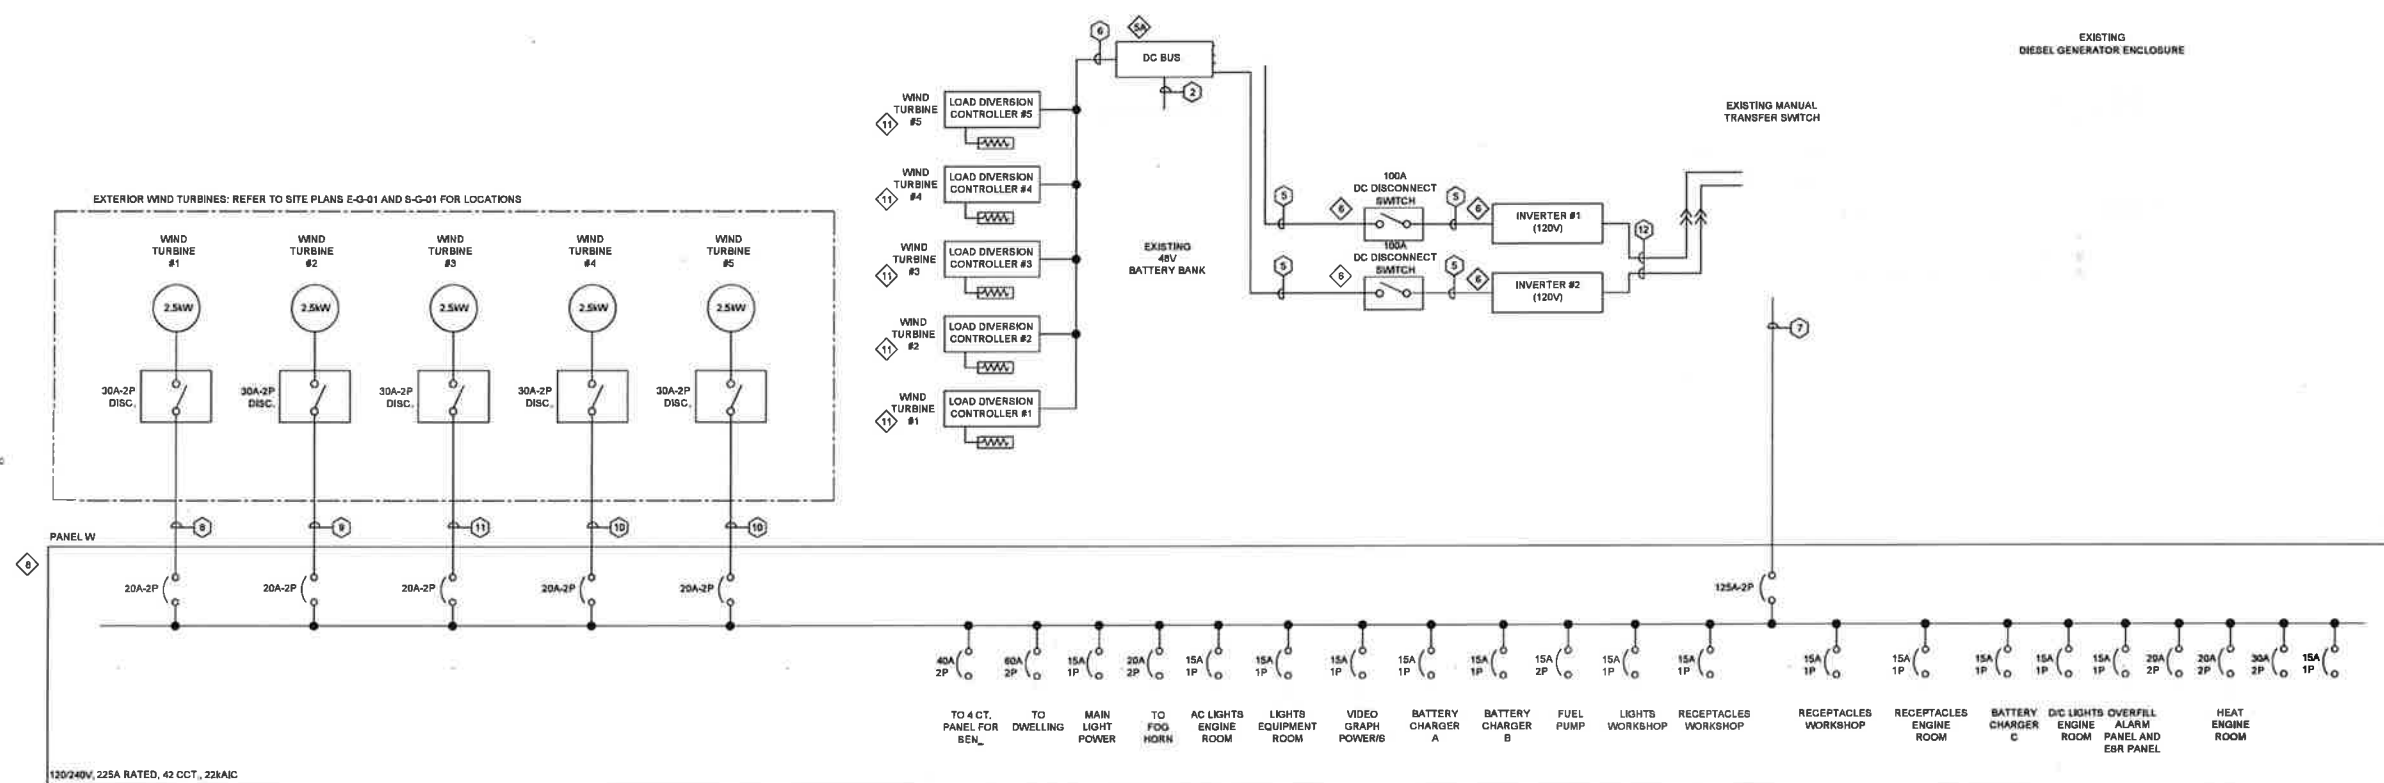 EXISTING
DIESEL GENERATOR ENCLOSURE
6
5A
DC BUS
2
EXISTING MANUAL
TRANSFER SWITCH
WIND
TURBINE
#5
11
LOAD DIVERSION
CONTROLLER #5
WIND
TURBINE
#4
11
LOAD DIVERSION
CONTROLLER #4
WIND
TURBINE
#3
11
LOAD DIVERSION
CONTROLLER #3
WIND
TURBINE
#2
11
LOAD DIVERSION
CONTROLLER #2
WIND
TURBINE
#1
11
LOAD DIVERSION
CONTROLLER #1
EXISTING
48V
BATTERY BANK
5
6
100A
DC DISCONNECT
SWITCH
5
6
INVERTER #1
(120V)
12
5
6
100A
DC DISCONNECT
SWITCH
5
6
INVERTER #2
(120V)
7
EXTERIOR WIND TURBINES: REFER TO SITE PLANS E-G-01 AND S-G-01 FOR LOCATIONS
WIND
TURBINE
#1
WIND
TURBINE
#2
WIND
TURBINE
#3
WIND
TURBINE
#4
WIND
TURBINE
#5
2.5kW
2.5kW
2.5kW
2.5kW
2.5kW
30A-2P
DISC.
30A-2P
DISC.
30A-2P
DISC.
30A-2P
DISC.
30A-2P
DISC.
8
9
11
10
10
PANEL W
8
20A-2P
20A-2P
20A-2P
20A-2P
20A-2P
125A-2P
40A
2P
60A
2P
15A
1P
20A
2P
15A
1P
15A
1P
15A
1P
15A
1P
15A
1P
15A
2P
15A
1P
15A
1P
15A
1P
15A
1P
15A
1P
15A
1P
15A
1P
20A
2P
20A
2P
30A
2P
15A
1P
TO 4 CT.
PANEL FOR
SEN_
TO
DWELLING
MAIN
LIGHT
POWER
TO
FOG
HORN
AC LIGHTS
ENGINE
ROOM
LIGHTS
EQUIPMENT
ROOM
VIDEO
GRAPH
POWER/S
BATTERY
CHARGER
A
BATTERY
CHARGER
B
FUEL
PUMP
LIGHTS
WORKSHOP
RECEPTACLES
WORKSHOP
RECEPTACLES
WORKSHOP
RECEPTACLES
ENGINE
ROOM
BATTERY
CHARGER
C
D/C LIGHTS
ENGINE
ROOM
OVERFILL
ALARM
PANEL AND
ESR PANEL
HEAT
ENGINE
ROOM
120/240V, 225A RATED, 42 CCT., 22kAIC